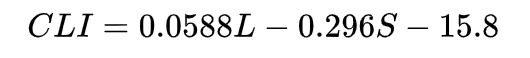 CLI = 0.0588L − 0.296S − 15.8